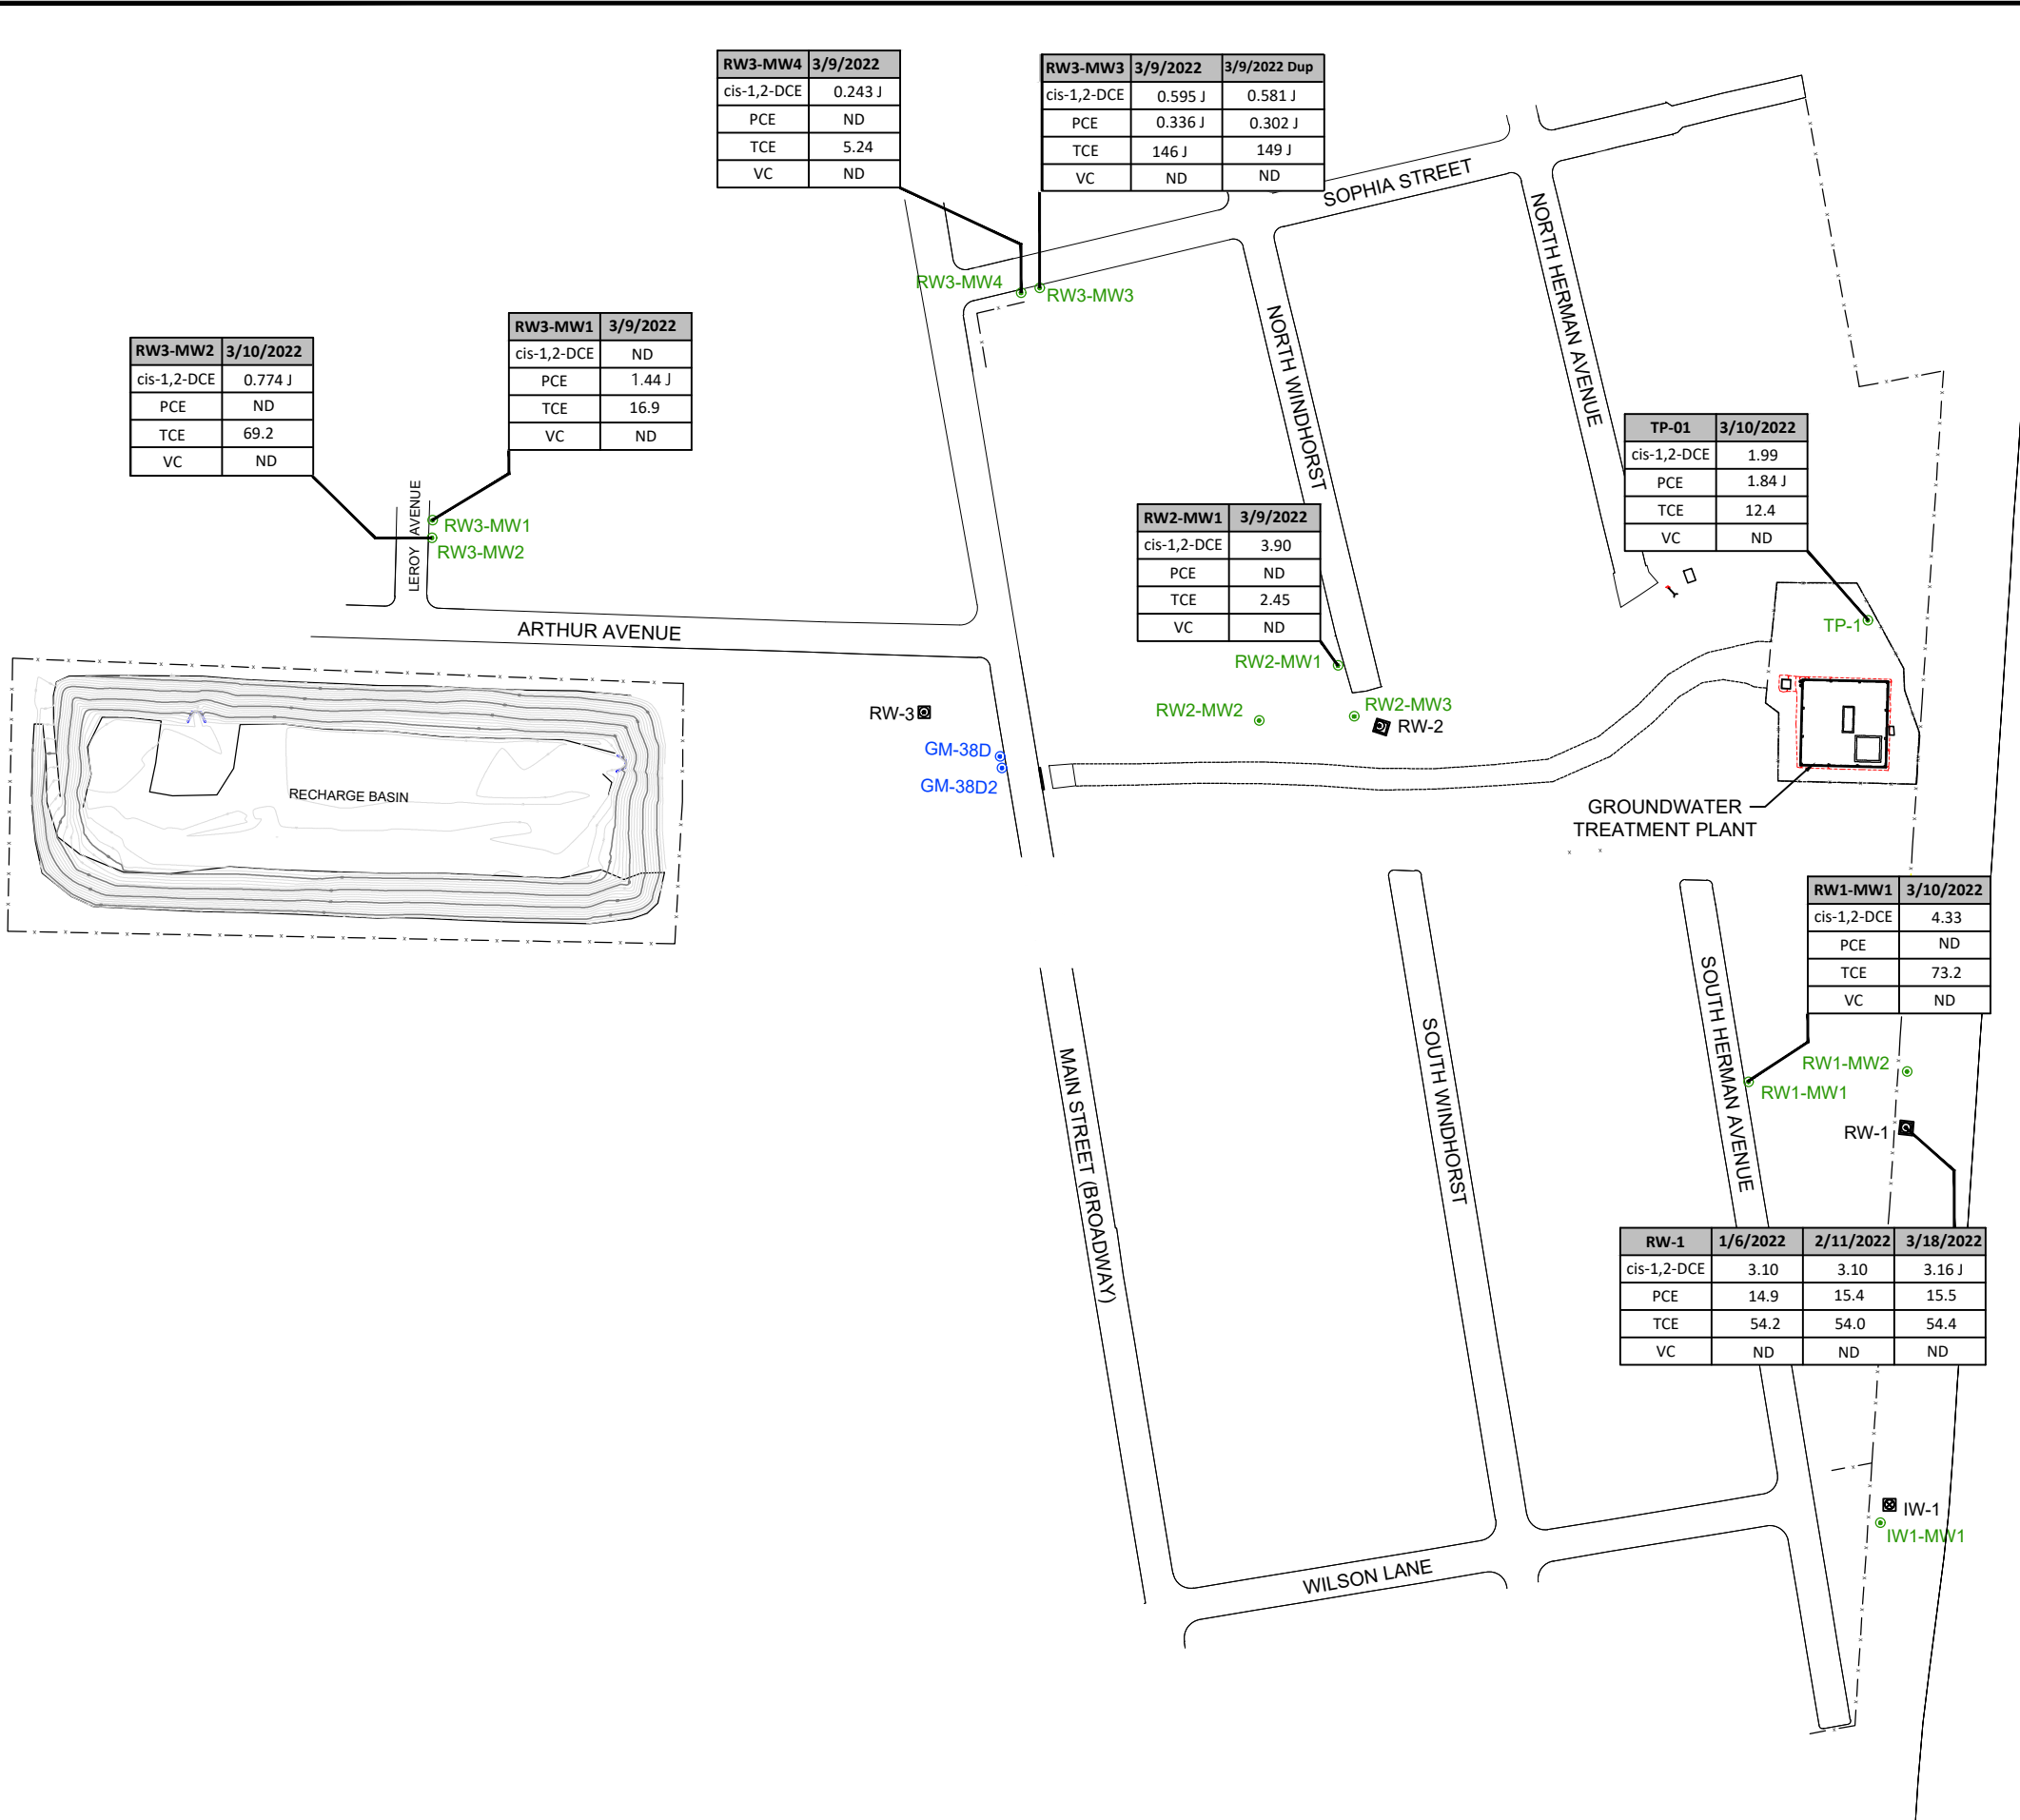 RW3-MW4 3/9/2022
cis-1,2-DCE 0.243 J
PCE ND
TCE 5.24
VC ND
RW3-MW3 3/9/2022 3/9/2022 Dup
cis-1,2-DCE 0.595 J 0.581 J
PCE 0.336 J 0.302 J
TCE 146 J 149 J
VC ND ND
SOPHIA STREET
NORTH HERMAN AVENUE
NORTH WINDHORST
RW3-MW4
RW3-MW3
RW3-MW2 3/10/2022
cis-1,2-DCE 0.774 J
PCE ND
TCE 69.2
VC ND
RW3-MW1 3/9/2022
cis-1,2-DCE ND
PCE 1.44 J
TCE 16.9
VC ND
LEROY AVENUE
RW3-MW1
RW3-MW2
ARTHUR AVENUE
TP-01 3/10/2022
cis-1,2-DCE 1.99
PCE 1.84 J
TCE 12.4
VC ND
TP-1
RW2-MW1 3/9/2022
cis-1,2-DCE 3.90
PCE ND
TCE 2.45
VC ND
RW2-MW1
RW2-MW2
RW2-MW3
RW-2
RW-3
GM-38D
GM-38D2
RECHARGE BASIN
GROUNDWATER
TREATMENT PLANT
RW1-MW1 3/10/2022
cis-1,2-DCE 4.33
PCE ND
TCE 73.2
VC ND
RW1-MW2
RW1-MW1
RW-1
MAIN STREET (BROADWAY)
SOUTH WINDHORST
SOUTH HERMAN AVENUE
RW-1 1/6/2022 2/11/2022 3/18/2022
cis-1,2-DCE 3.10 3.10 3.16 J
PCE 14.9 15.4 15.5
TCE 54.2 54.0 54.4
VC ND ND ND
IW-1
IW1-MW1
WILSON LANE